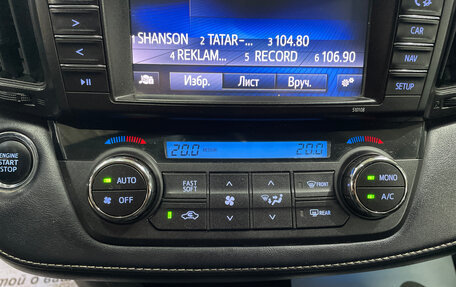 1 SHANSON 2 TATAR-... 3 104.80
4 REKLAM... 5 RECORD 6 106.90
Избр. Лист Вруч.
CAR
NAV
SETUP
510108
ENGINE
START
STOP
20.0 20.0
AUTO
OFF
FAST
SOFT
FRONT
REAR
MONO
A/C